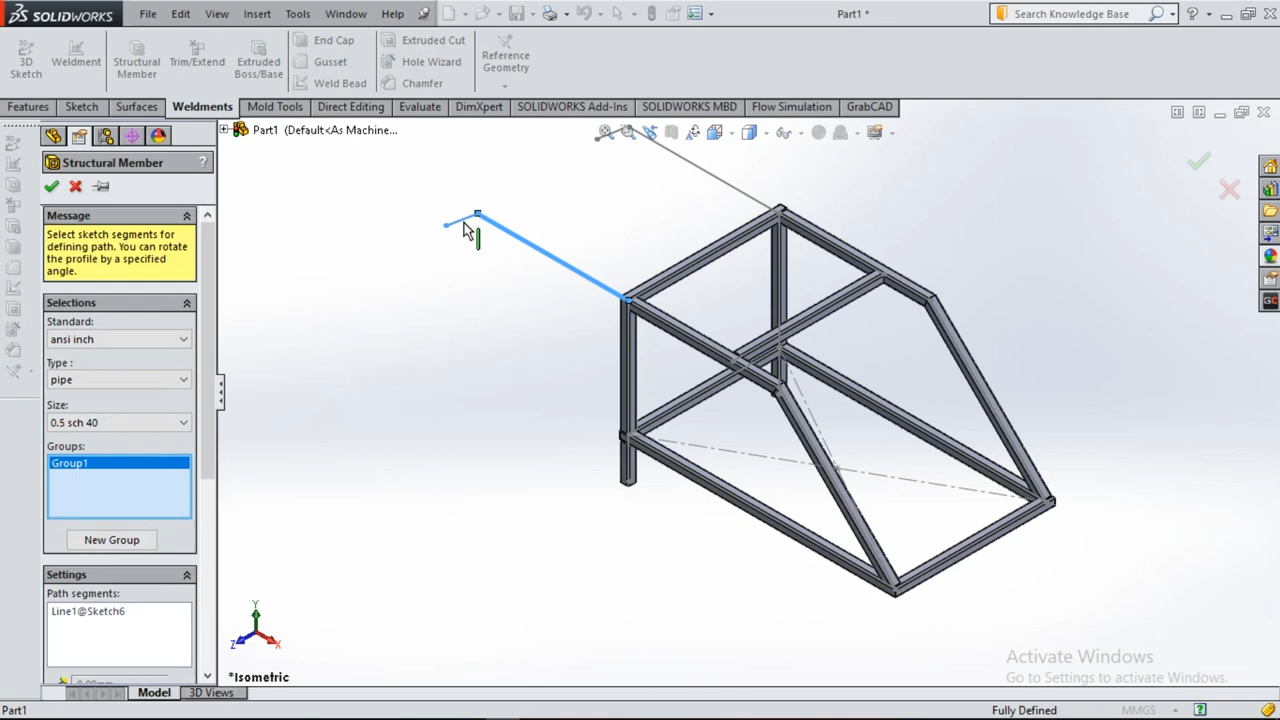 SOLIDWORKS File Edit View Insert Tools Window Help Part1 * Search Knowledge Base ?
3D Sketch Weldment Structural Member Trim/Extend Extruded Boss/Base End Cap Gusset Weld Bead Extruded Cut Hole Wizard Chamfer Reference Geometry
Features Sketch Surfaces Weldments Mold Tools Direct Editing Evaluate DimXpert SOLIDWORKS Add-Ins SOLIDWORKS MBD Flow Simulation GrabCAD
Part1 (Default<As Machine...
Structural Member ?
Message
Select sketch segments for
defining path. You can rotate
the profile by a specified
angle.
Selections
Standard:
ansi inch
Type :
pipe
Size:
0.5 sch 40
Groups:
Group1
New Group
Settings
Path segments:
Line1@Sketch6
0.00mm
Y
Z X
*Isometric
GC
Activate Windows
Go to Settings to activate Windows.
Model 3D Views
Part1 Fully Defined MMGS ?